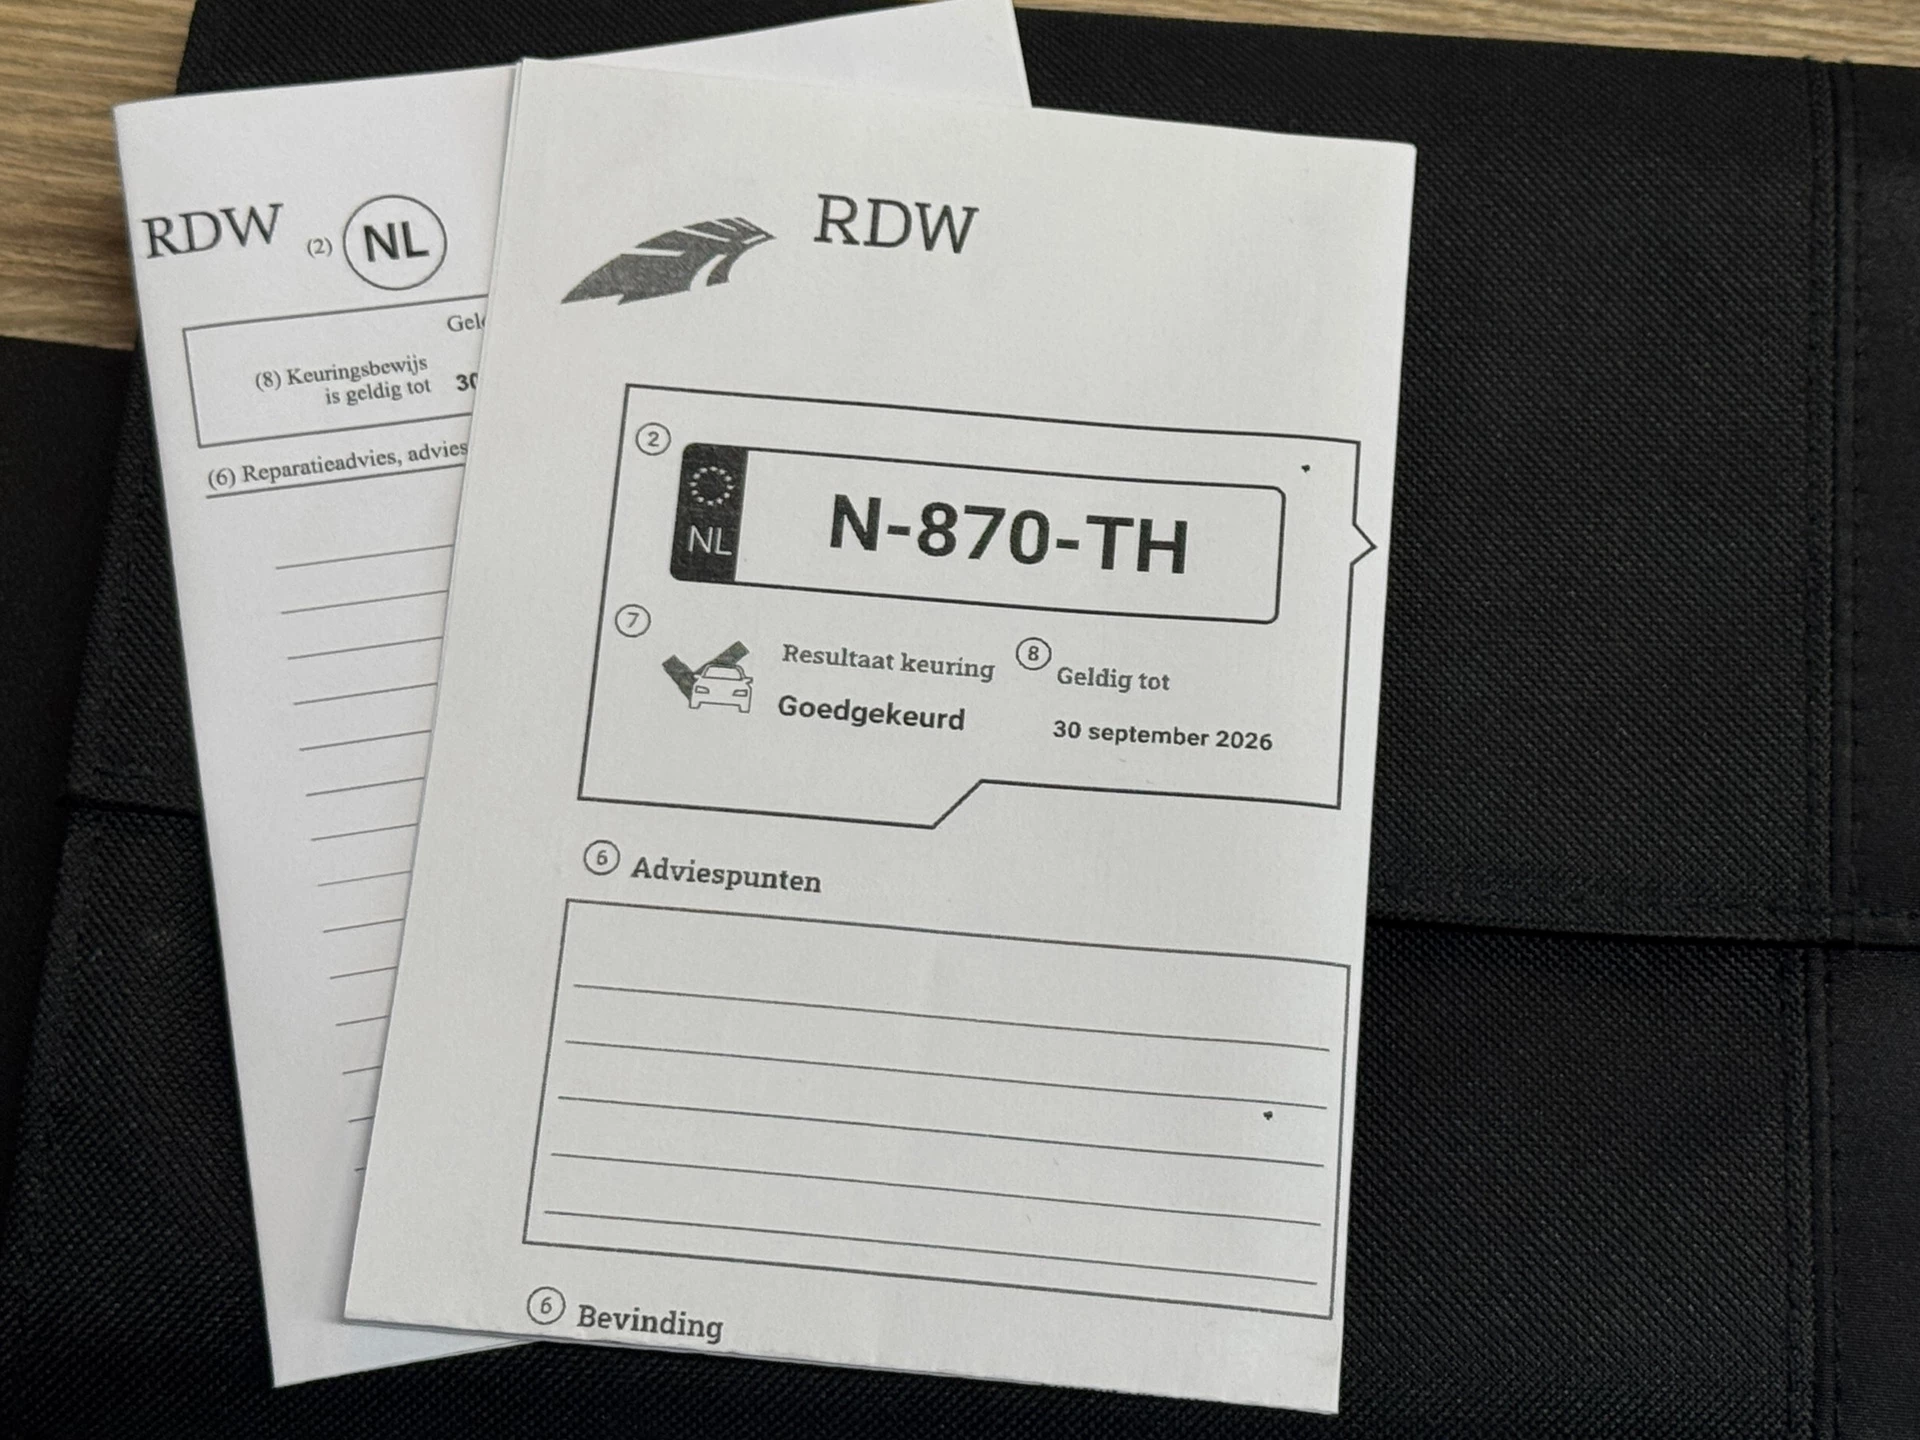 RDW (2) NL
(8) Keuringsbewijs
is geldig tot 30
(6) Reparatieadvies, advies
RDW
2
NL
N-870-TH
7
Resultaat keuring
Goedgekeurd
8
Geldig tot
30 september 2026
6 Adviespunten
6 Bevinding